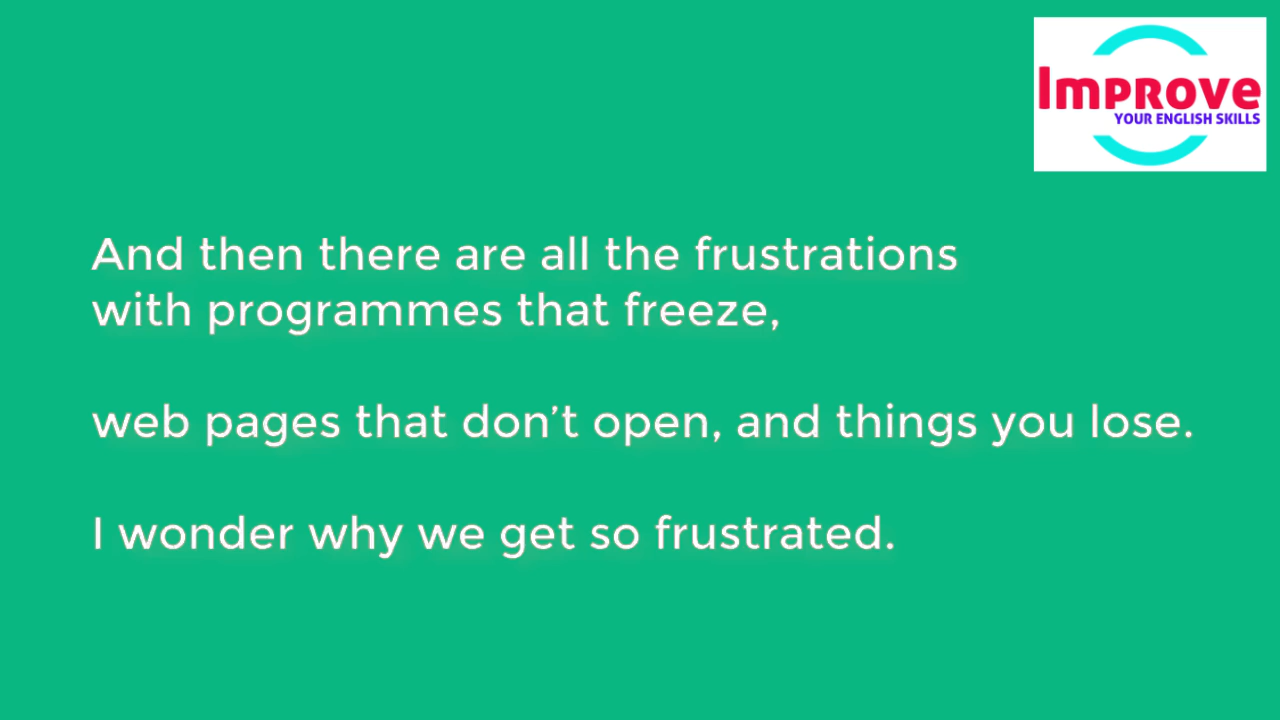 Improve
YOUR ENGLISH SKILLS
And then there are all the frustrations
with programmes that freeze,
web pages that don’t open, and things you lose.
I wonder why we get so frustrated.